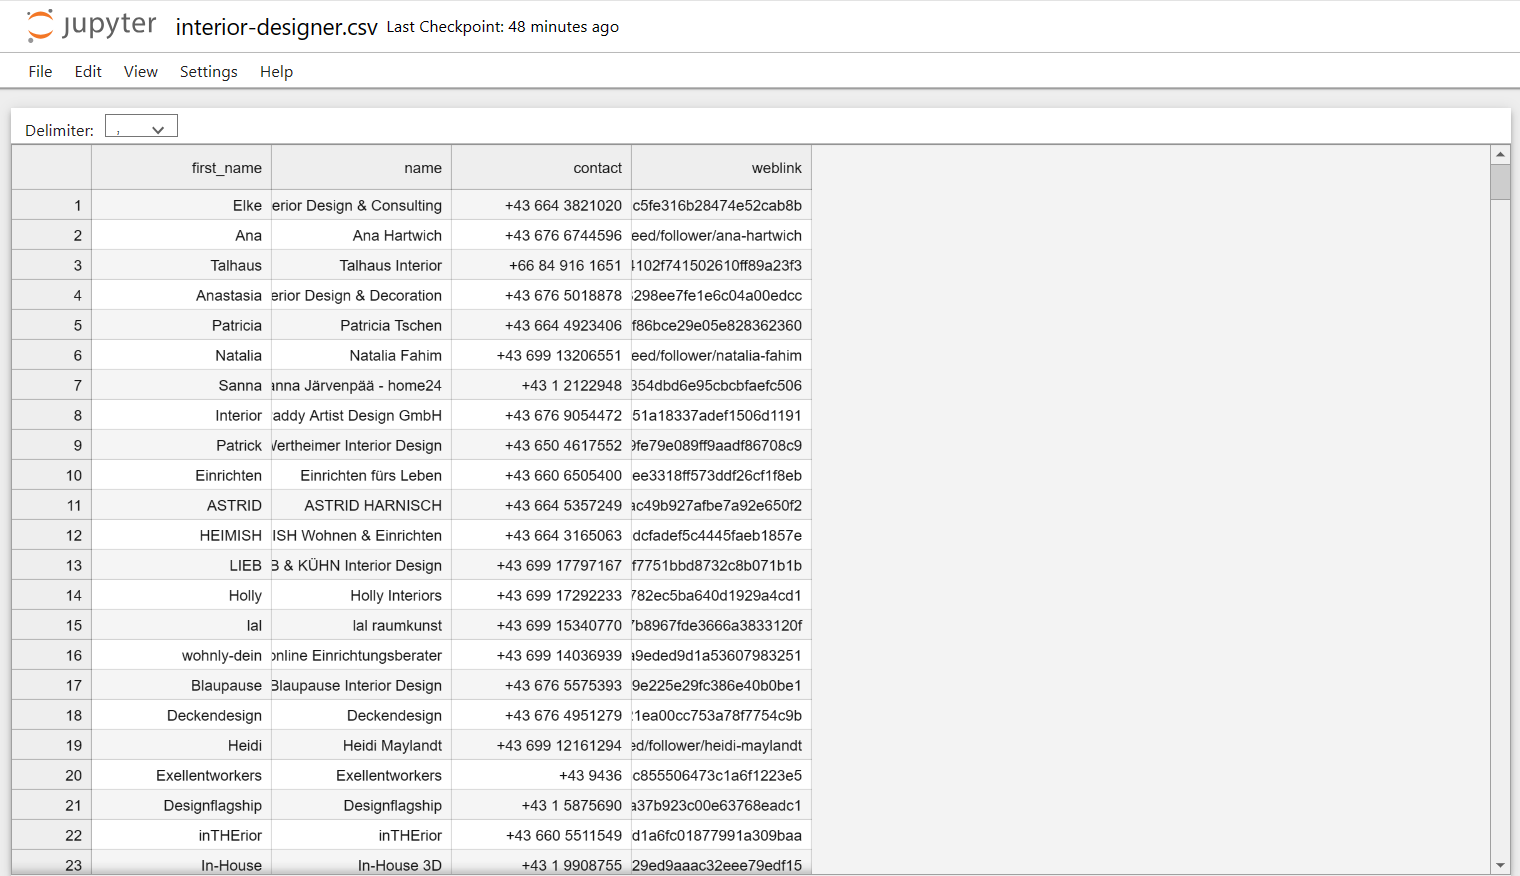 jupyter interior-designer.csv Last Checkpoint: 48 minutes ago
File Edit View Settings Help
Delimiter: ,
first_name name contact weblink
1 Elke erior Design & Consulting +43 664 3821020 c5fe316b28474e52cab8b
2 Ana Ana Hartwich +43 676 6744596 eed/follower/ana-hartwich
3 Talhaus Talhaus Interior +66 84 916 1651 4102f741502610ff89a23f3
4 Anastasia erior Design & Decoration +43 676 5018878 3298ee7fe1e6c04a00edcc
5 Patricia Patricia Tschen +43 664 4923406 f86bce29e05e828362360
6 Natalia Natalia Fahim +43 699 13206551 eed/follower/natalia-fahim
7 Sanna anna Järvenpää - home24 +43 1 2122948 354dbd6e95cbcbfaefc506
8 Interior addy Artist Design GmbH +43 676 9054472 51a18337adef1506d1191
9 Patrick Wertheimer Interior Design +43 650 4617552 9fe79e089ff9aadf86708c9
10 Einrichten Einrichten fürs Leben +43 660 6505400 ee3318ff573ddf26cf1f8eb
11 ASTRID ASTRID HARNISCH +43 664 5357249 ac49b927afbe7a92e650f2
12 HEIMISH ISH Wohnen & Einrichten +43 664 3165063 dcfadef5c4445faeb1857e
13 LIEB B & KÜHN Interior Design +43 699 17797167 f7751bbd8732c8b071b1b
14 Holly Holly Interiors +43 699 17292233 782ec5ba640d1929a4cd1
15 lal lal raumkunst +43 699 15340770 7b8967fde3666a3833120f
16 wohnly-dein online Einrichtungsberater +43 699 14036939 a9eded9d1a53607983251
17 Blaupause Blaupause Interior Design +43 676 5575393 9e225e29fc386e40b0be1
18 Deckendesign Deckendesign +43 676 4951279 21ea00cc753a78f7754c9b
19 Heidi Heidi Maylandt +43 699 12161294 ed/follower/heidi-maylandt
20 Exellentworkers Exellentworkers +43 9436 c855506473c1a6f1223e5
21 Designflagship Designflagship +43 1 5875690 a37b923c00e63768eadc1
22 inTHErior inTHErior +43 660 5511549 d1a6fc01877991a309baa
23 In-House In-House 3D +43 1 9908755 29ed9aaac32eee79edf15